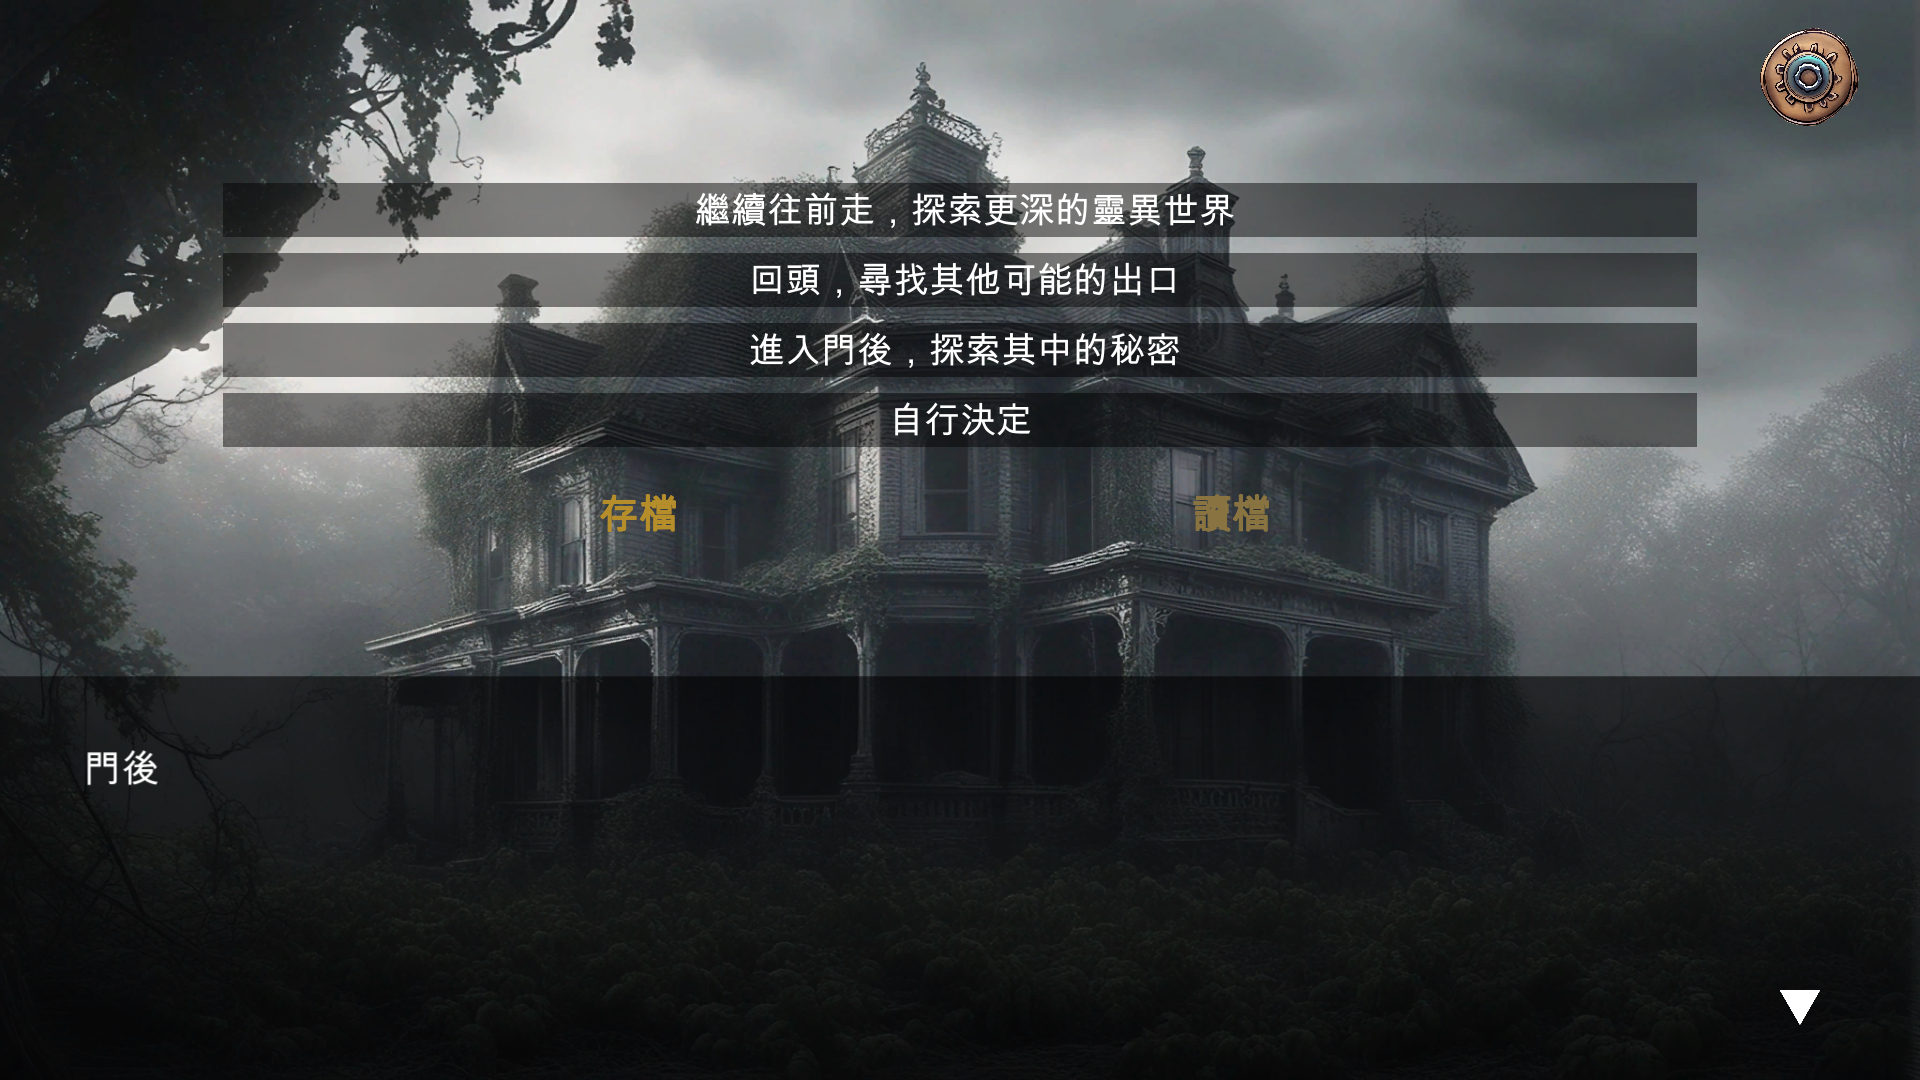 繼續往前走，探索更深的靈異世界
回頭，尋找其他可能的出口
進入門後，探索其中的秘密
自行決定
存檔
讀檔
門後